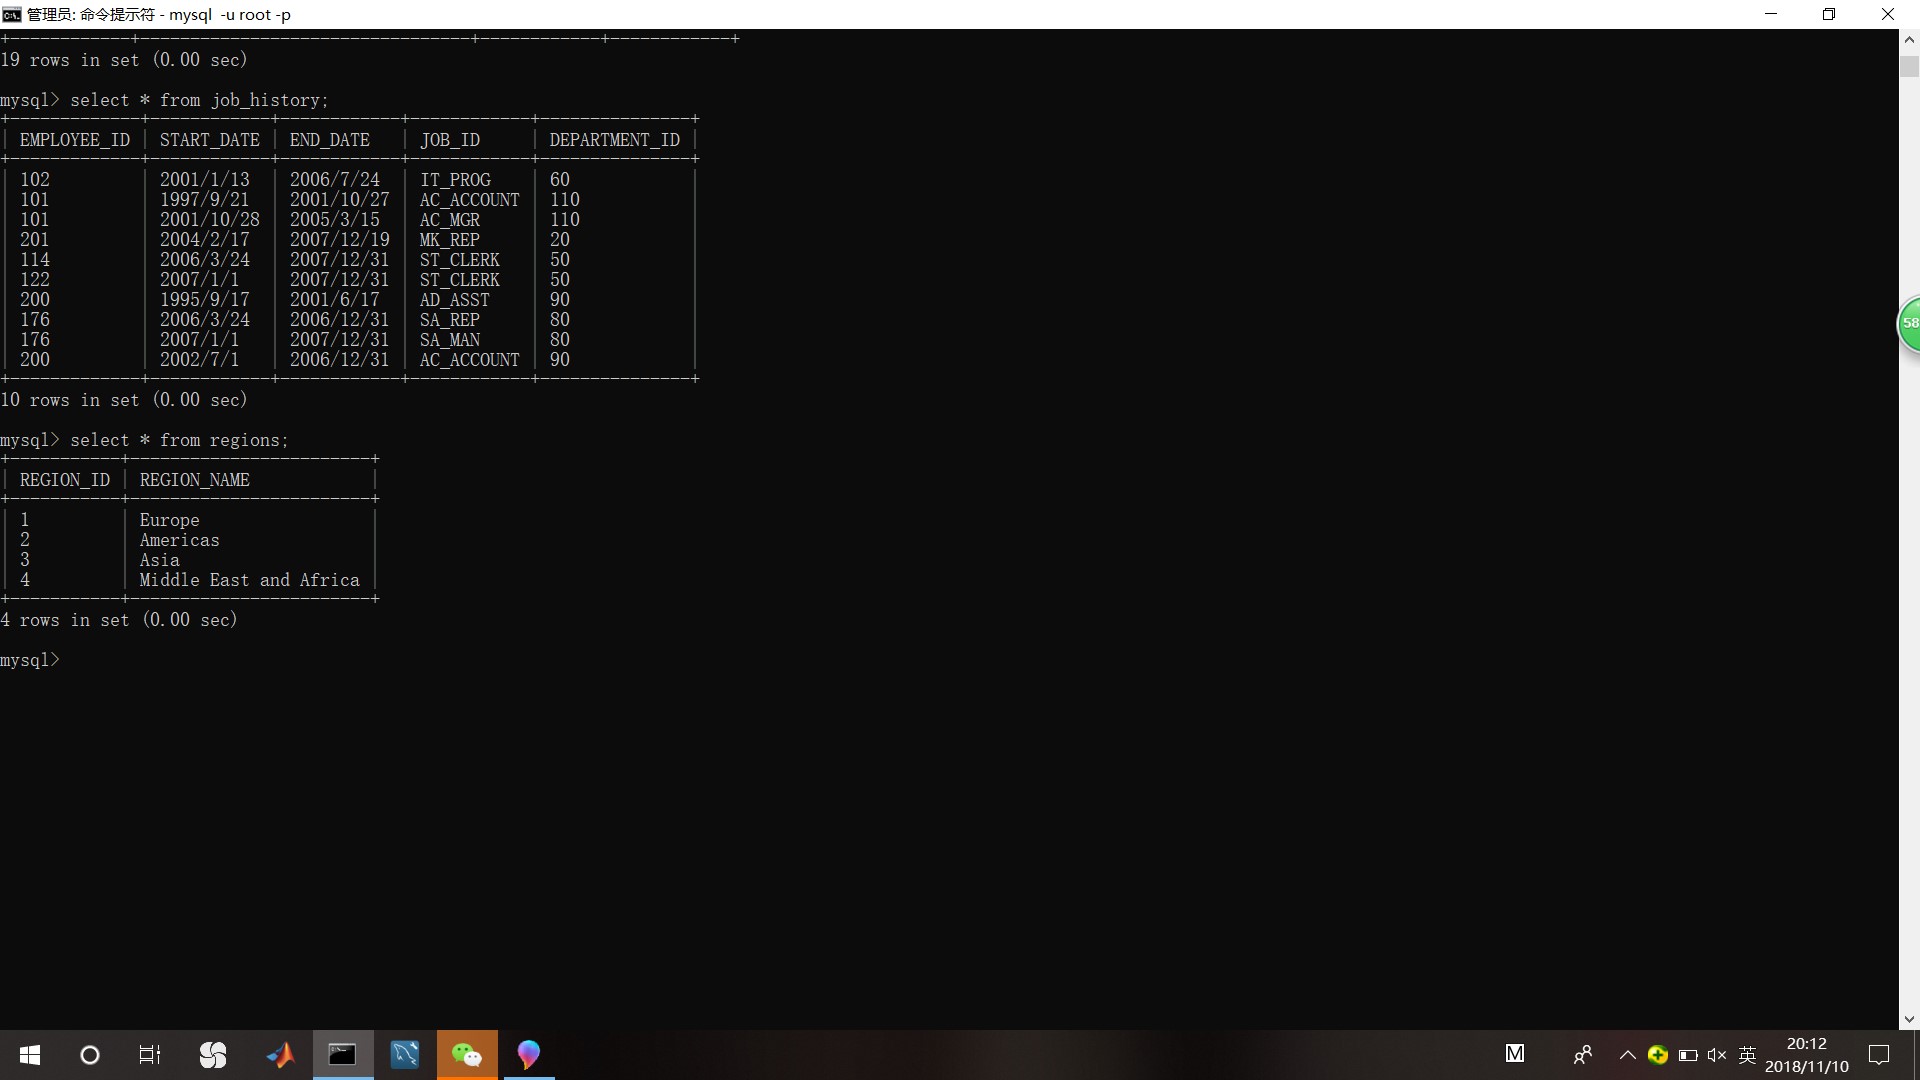 管理员: 命令提示符 - mysql  -u root -p
19 rows in set (0.00 sec)
mysql> select * from job_history;
| EMPLOYEE_ID | START_DATE | END_DATE   | JOB_ID     | DEPARTMENT_ID |
| 102         | 2001/1/13  | 2006/7/24  | IT_PROG    | 60            |
| 101         | 1997/9/21  | 2001/10/27 | AC_ACCOUNT | 110           |
| 101         | 2001/10/28 | 2005/3/15  | AC_MGR     | 110           |
| 201         | 2004/2/17  | 2007/12/19 | MK_REP     | 20            |
| 114         | 2006/3/24  | 2007/12/31 | ST_CLERK   | 50            |
| 122         | 2007/1/1   | 2007/12/31 | ST_CLERK   | 50            |
| 200         | 1995/9/17  | 2001/6/17  | AD_ASST    | 90            |
| 176         | 2006/3/24  | 2006/12/31 | SA_REP     | 80            |
| 176         | 2007/1/1   | 2007/12/31 | SA_MAN     | 80            |
| 200         | 2002/7/1   | 2006/12/31 | AC_ACCOUNT | 90            |
10 rows in set (0.00 sec)
mysql> select * from regions;
| REGION_ID | REGION_NAME            |
| 1         | Europe                 |
| 2         | Americas               |
| 3         | Asia                   |
| 4         | Middle East and Africa |
4 rows in set (0.00 sec)
mysql>
58
M
英
20:12
2018/11/10